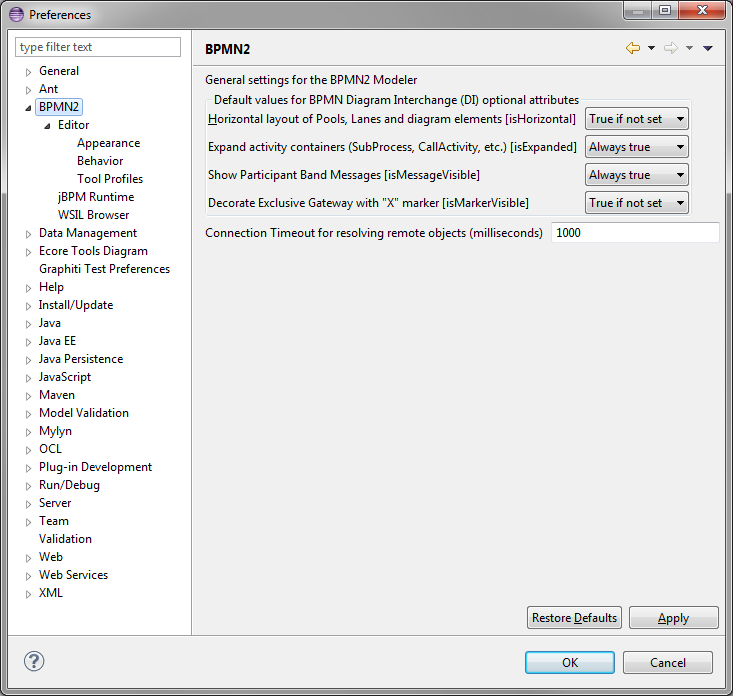 Preferences
type filter text
General
Ant
BPMN2
Editor
Appearance
Behavior
Tool Profiles
jBPM Runtime
WSIL Browser
Data Management
Ecore Tools Diagram
Graphiti Test Preferences
Help
Install/Update
Java
Java EE
Java Persistence
JavaScript
Maven
Model Validation
Mylyn
OCL
Plug-in Development
Run/Debug
Server
Team
Validation
Web
Web Services
XML
BPMN2
General settings for the BPMN2 Modeler
Default values for BPMN Diagram Interchange (DI) optional attributes
Horizontal layout of Pools, Lanes and diagram elements [isHorizontal] True if not set
Expand activity containers (SubProcess, CallActivity, etc.) [isExpanded] Always true
Show Participant Band Messages [isMessageVisible] Always true
Decorate Exclusive Gateway with "X" marker [isMarkerVisible] True if not set
Connection Timeout for resolving remote objects (milliseconds) 1000
Restore Defaults Apply
? OK Cancel